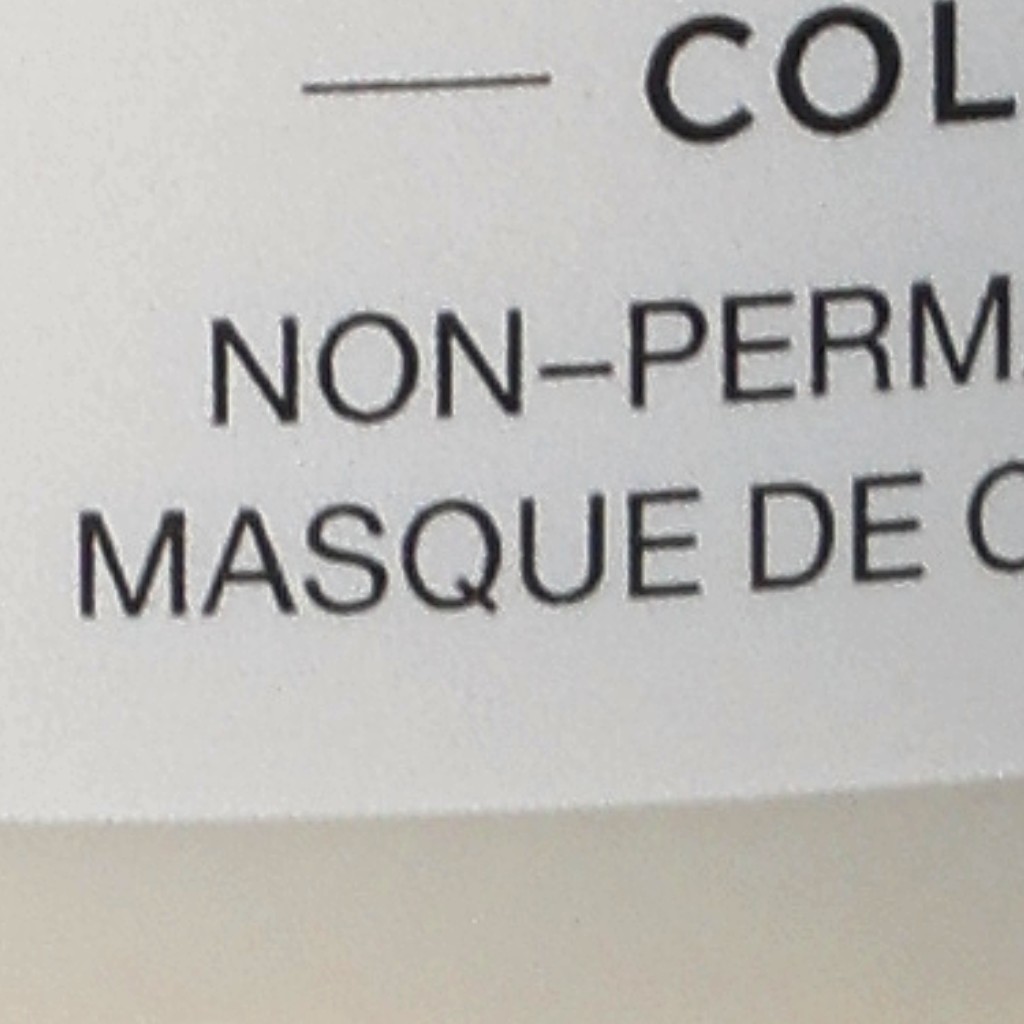 COL
NON-PERM
MASQUE DE